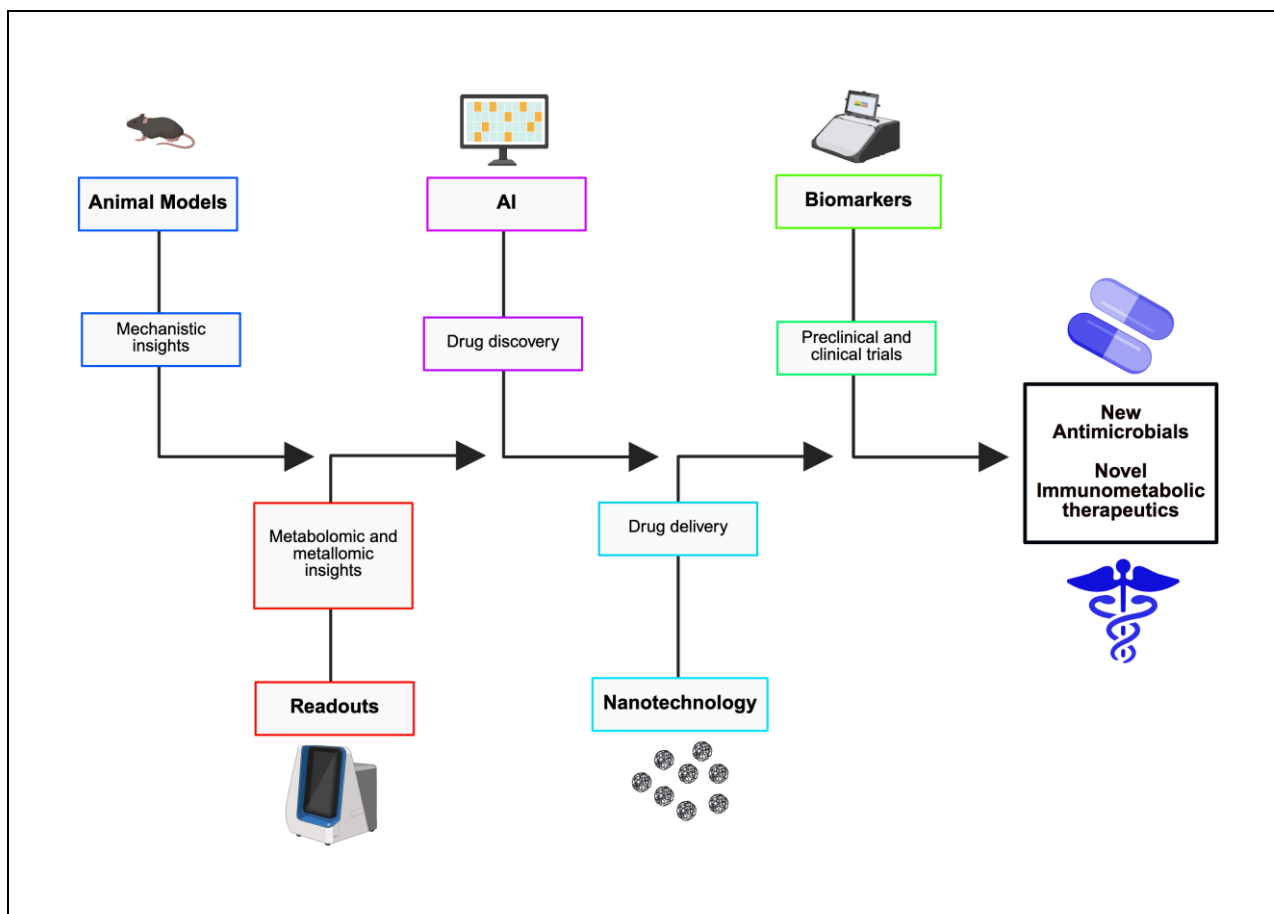 Animal Models
AI
Biomarkers
Mechanistic
insights
Drug discovery
Preclinical and
clinical trials
New
Antimicrobials
Novel
Immunometabolic
therapeutics
Metabolomic and
metallomic
insights
Drug delivery
Readouts
Nanotechnology